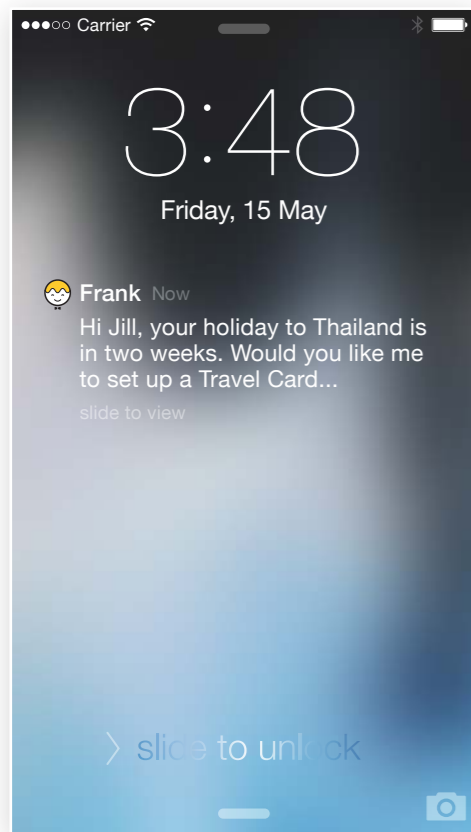 Carrier
3:48
Friday, 15 May
Frank Now
Hi Jill, your holiday to Thailand is
in two weeks. Would you like me
to set up a Travel Card...
slide to view
slide to unlock